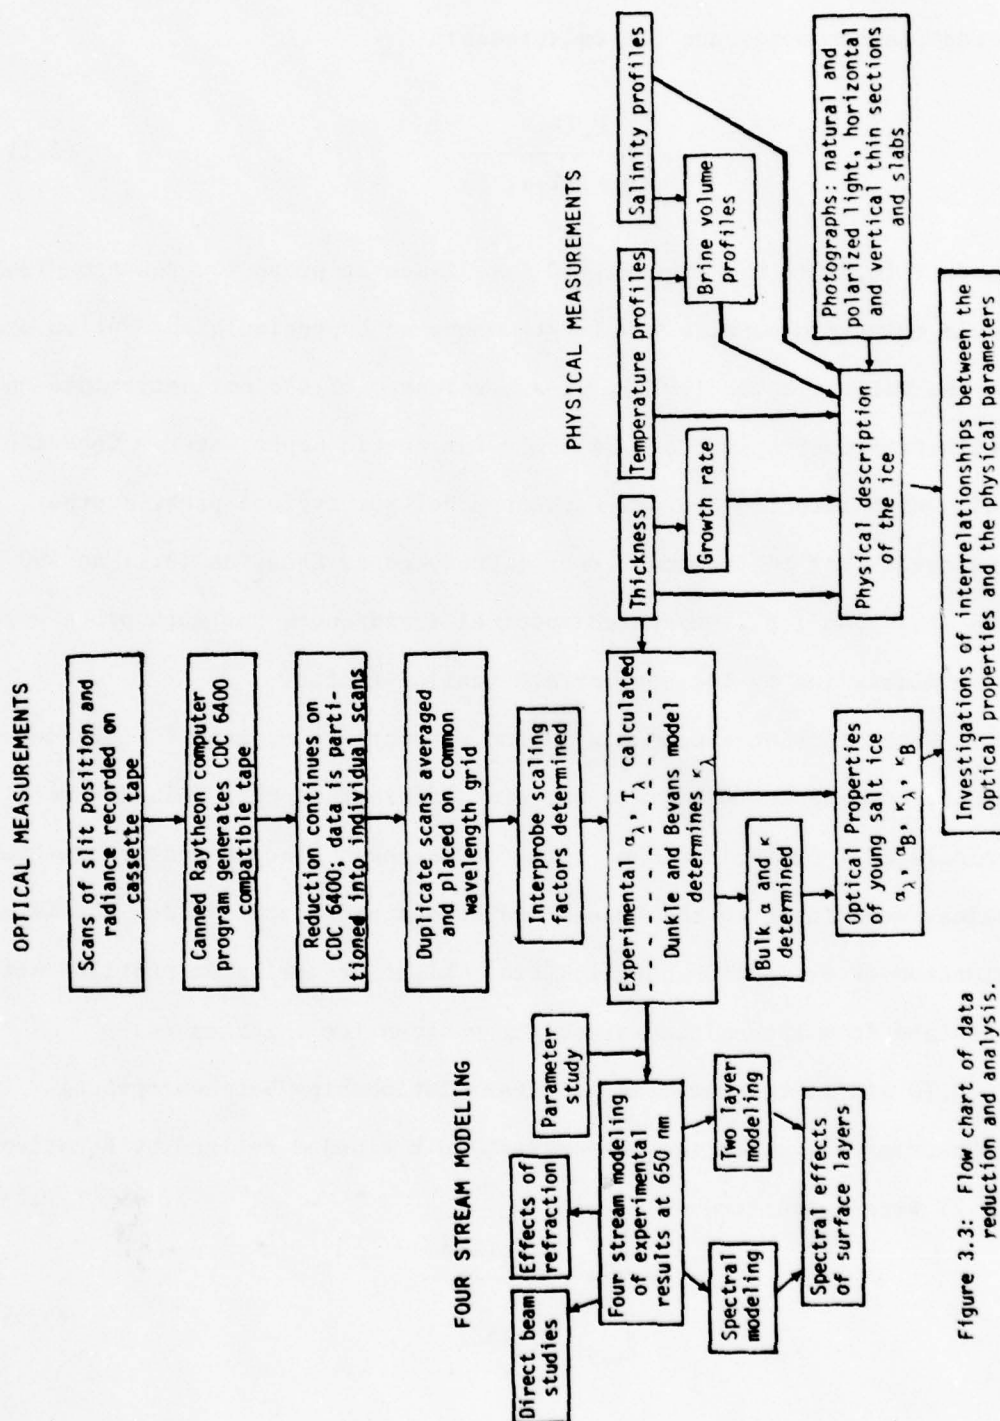 OPTICAL MEASUREMENTS
Scans of slit position and
radiance recorded on
cassette tape
Canned Raytheon computer
program generates CDC 6400
compatible tape
Reduction continues on
CDC 6400; data is parti-
tioned into individual scans
Duplicate scans averaged
and placed on common
wavelength grid
Interprobe scaling
factors determined
Experimental αλ, Tλ calculated
Dunkle and Bevans model
determines κλ
Bulk α and κ
determined
Optical Properties
of young salt ice
αλ, αB, κλ, κB
FOUR STREAM MODELING
Parameter
study
Direct beam
studies
Effects of
refraction
Four stream modeling
of experimental
results at 650 nm
Spectral
modeling
Two layer
modeling
Spectral effects
of surface layers
PHYSICAL MEASUREMENTS
Thickness
Temperature profiles
Salinity profiles
Growth rate
Brine volume
profiles
Physical description
of the ice
Photographs: natural and
polarized light, horizontal
and vertical thin sections
and slabs
Investigations of interrelationships between the
optical properties and the physical parameters
Figure 3.3: Flow chart of data
reduction and analysis.